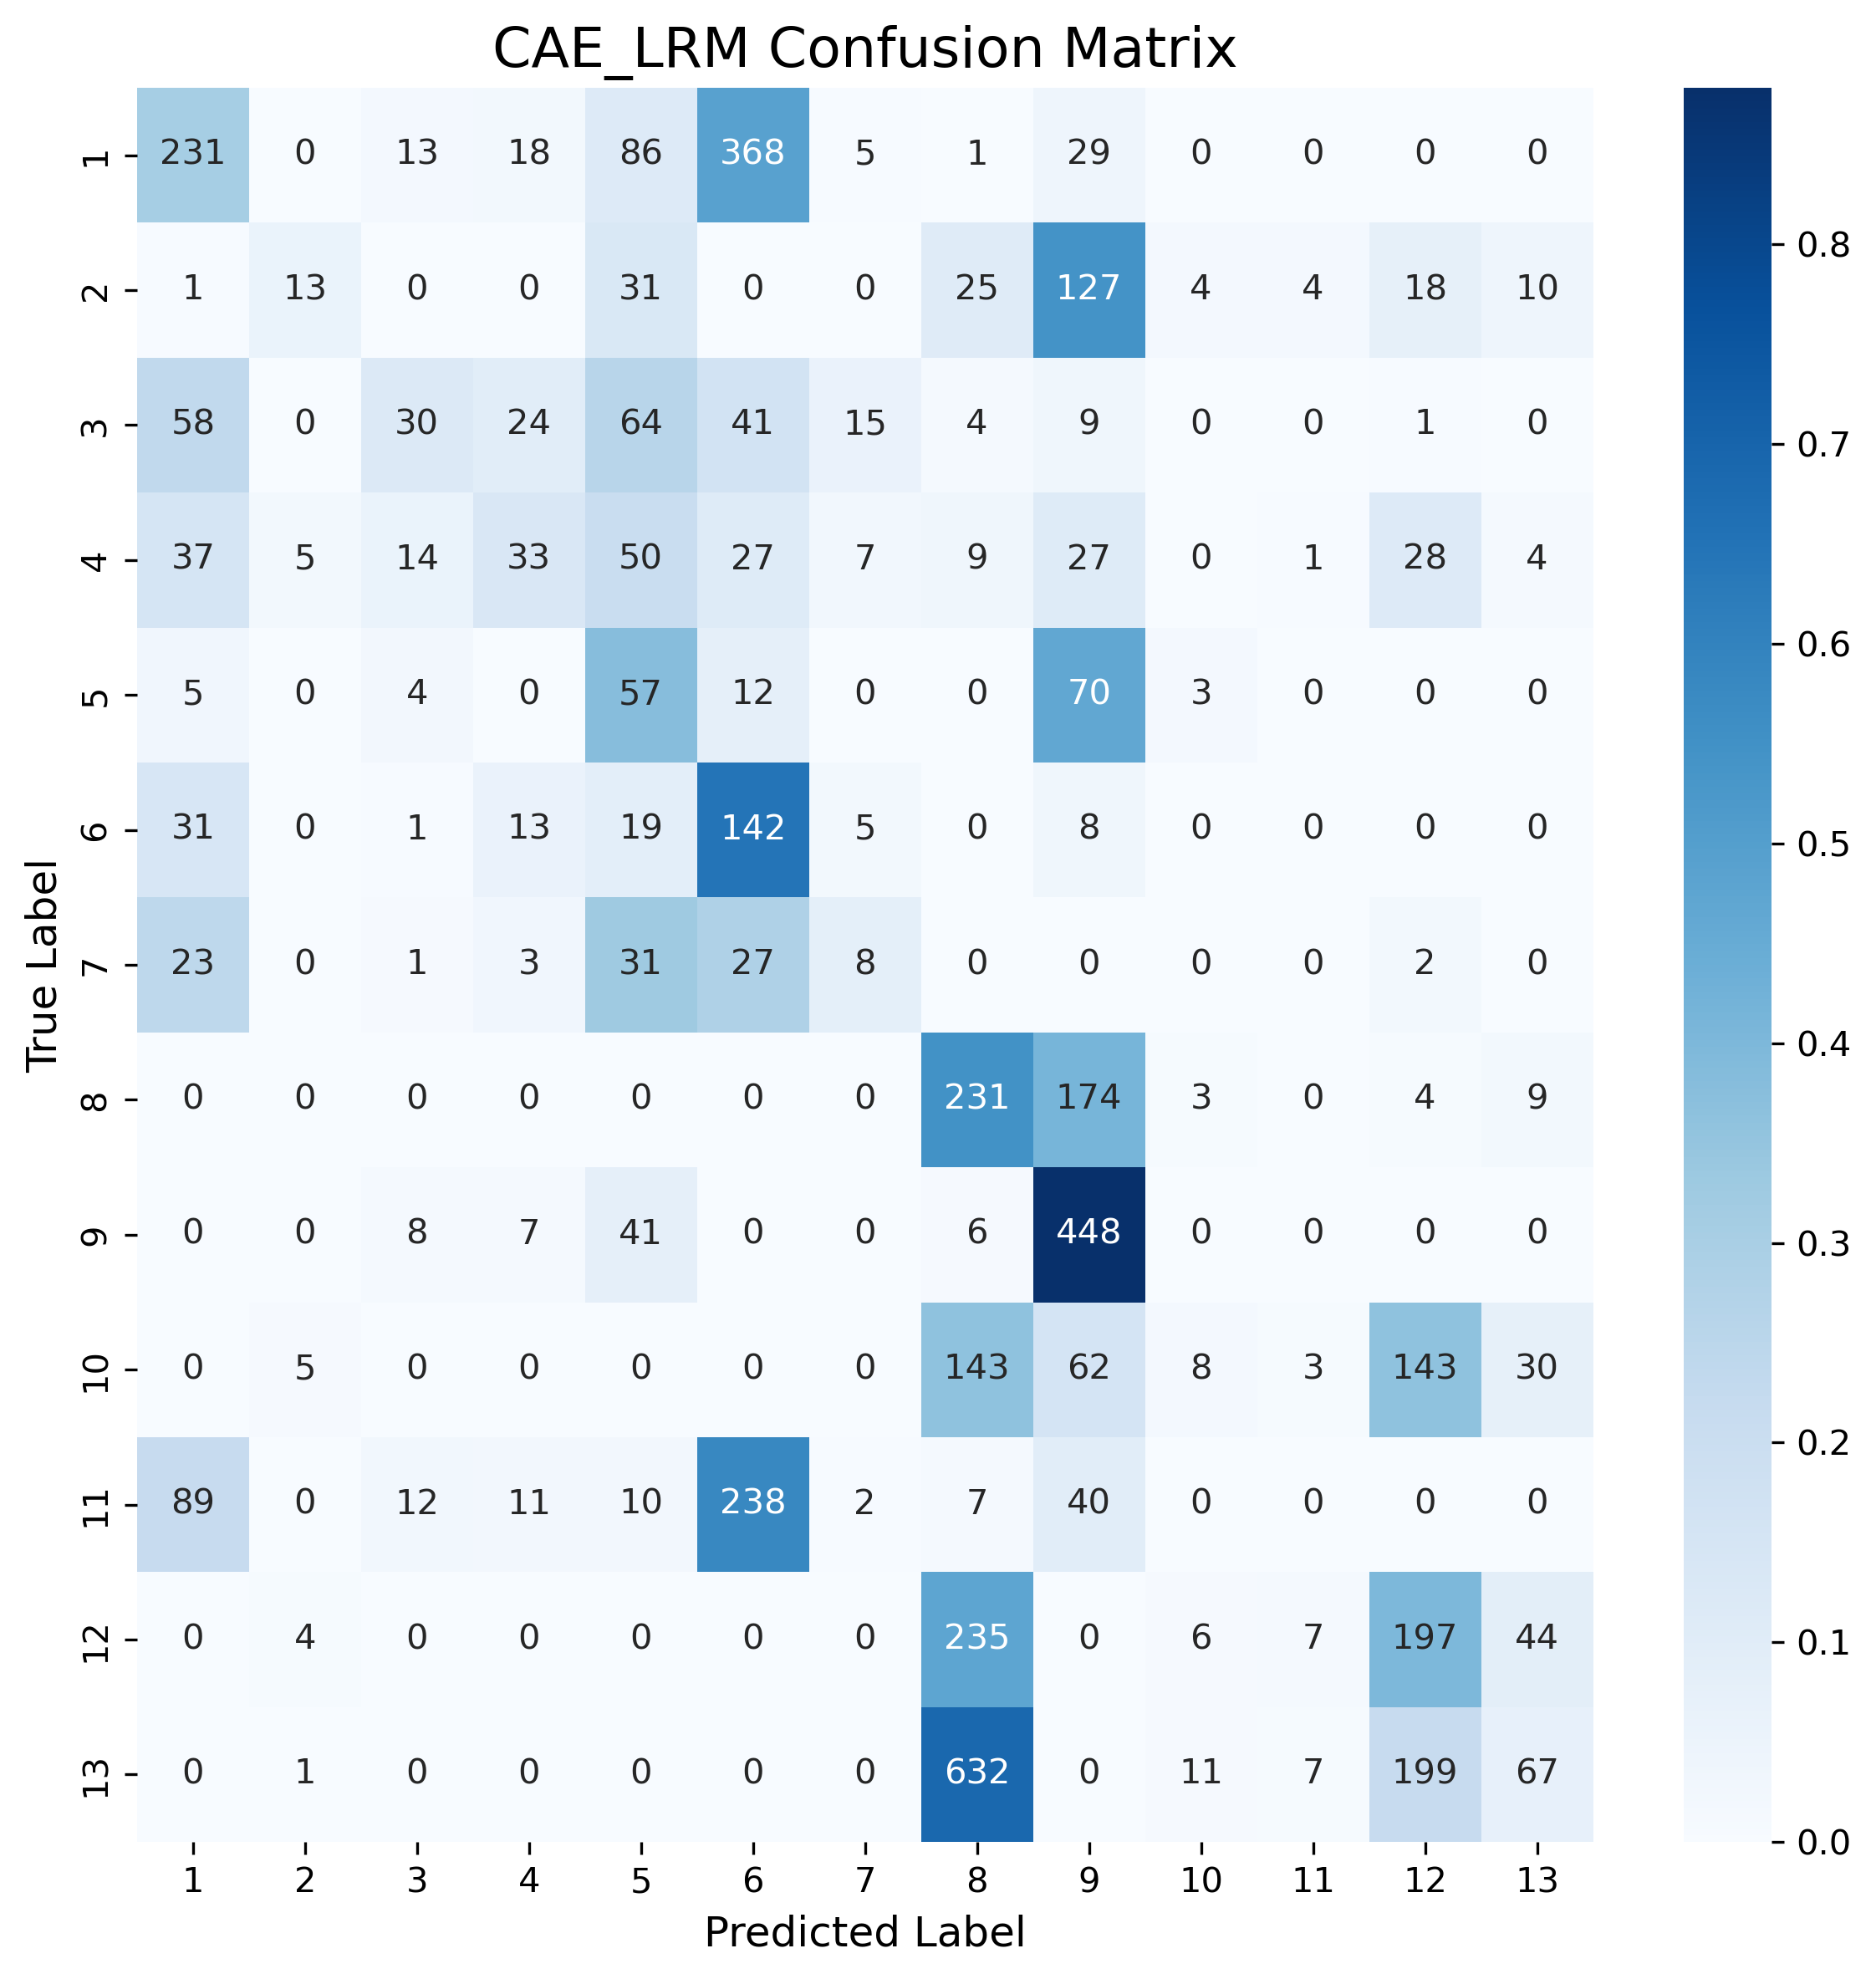 CAE_LRM Confusion Matrix
1 231 0 13 18 86 368 5 1 29 0 0 0 0
2 1 13 0 0 31 0 0 25 127 4 4 18 10
3 58 0 30 24 64 41 15 4 9 0 0 1 0
4 37 5 14 33 50 27 7 9 27 0 1 28 4
5 5 0 4 0 57 12 0 0 70 3 0 0 0
6 31 0 1 13 19 142 5 0 8 0 0 0 0
7 23 0 1 3 31 27 8 0 0 0 0 2 0
8 0 0 0 0 0 0 0 231 174 3 0 4 9
9 0 0 8 7 41 0 0 6 448 0 0 0 0
10 0 5 0 0 0 0 0 143 62 8 3 143 30
11 89 0 12 11 10 238 2 7 40 0 0 0 0
12 0 4 0 0 0 0 0 235 0 6 7 197 44
13 0 1 0 0 0 0 0 632 0 11 7 199 67
1 2 3 4 5 6 7 8 9 10 11 12 13
Predicted Label
True Label
0.8
0.7
0.6
0.5
0.4
0.3
0.2
0.1
0.0